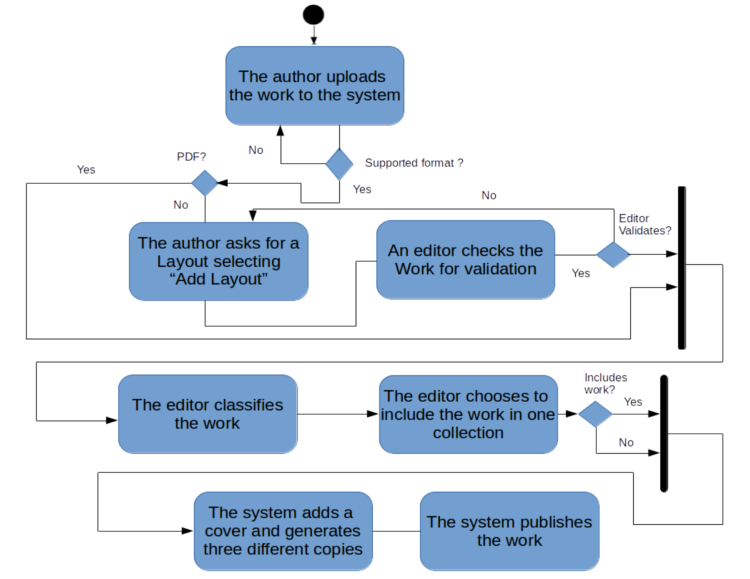 The author uploads
the work to the system
No
Supported format ?
PDF?
Yes
Yes
No
No
Editor
Validates?
The author asks for a
Layout selecting
“Add Layout”
An editor checks the
Work for validation
Yes
Includes
work?
The editor classifies
the work
The editor chooses to
include the work in one
collection
Yes
No
The system adds a
cover and generates
three different copies
The system publishes
the work